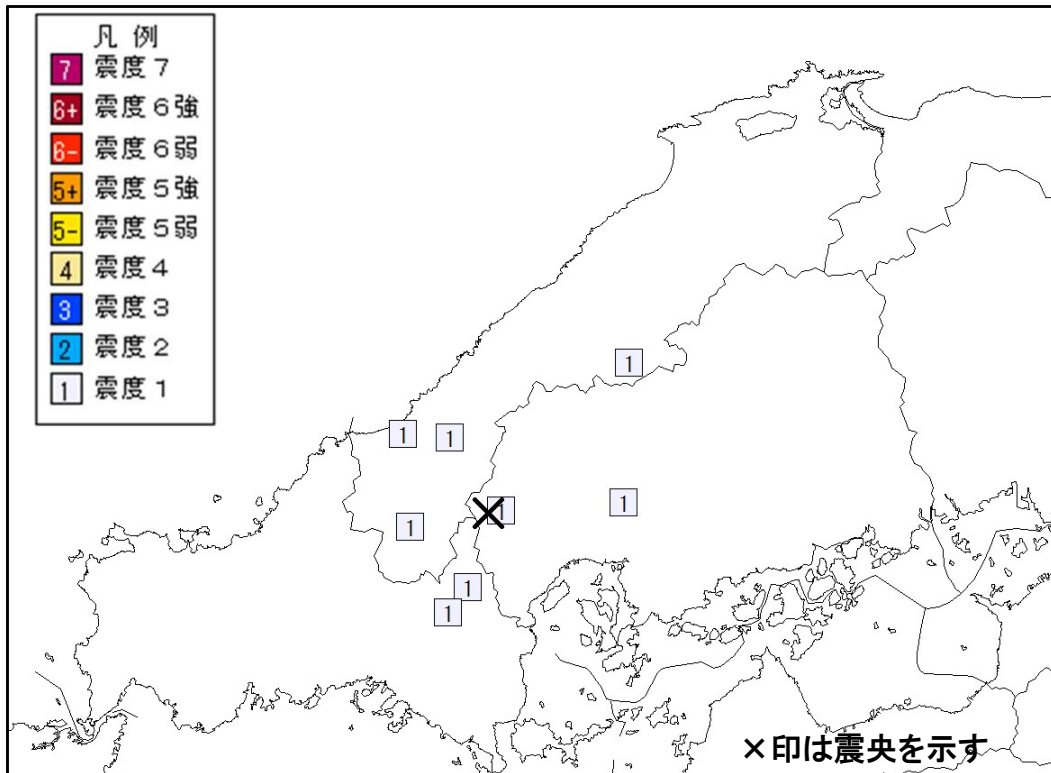 凡 例
7 震度７
6+ 震度６強
6- 震度６弱
5+ 震度５強
5- 震度５弱
4 震度４
3 震度３
2 震度２
1 震度１
1
1 1
1 1
1
1
1
×印は震央を示す